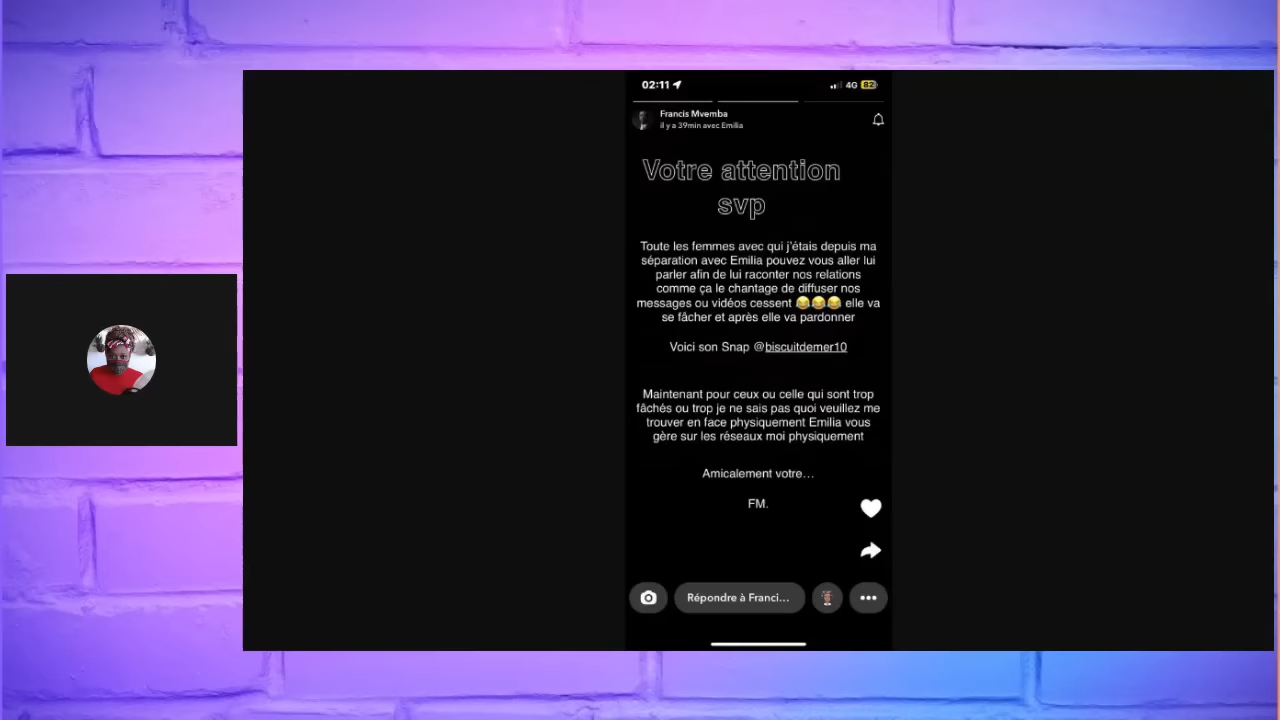 02:11
4G 82
Francis Mvemba
il y a 39min avec Emilia
Votre attention
svp
Toute les femmes avec qui j'étais depuis ma
séparation avec Emilia pouvez vous aller lui
parler afin de lui raconter nos relations
comme ça le chantage de diffuser nos
messages ou vidéos cessent 😂😂😂 elle va
se fâcher et après elle va pardonner
Voici son Snap @biscuitdemer10
Maintenant pour ceux ou celle qui sont trop
fâchés ou trop je ne sais pas quoi veuillez me
trouver en face physiquement Emilia vous
gère sur les réseaux moi physiquement
Amicalement votre…
FM.
Répondre à Franci...